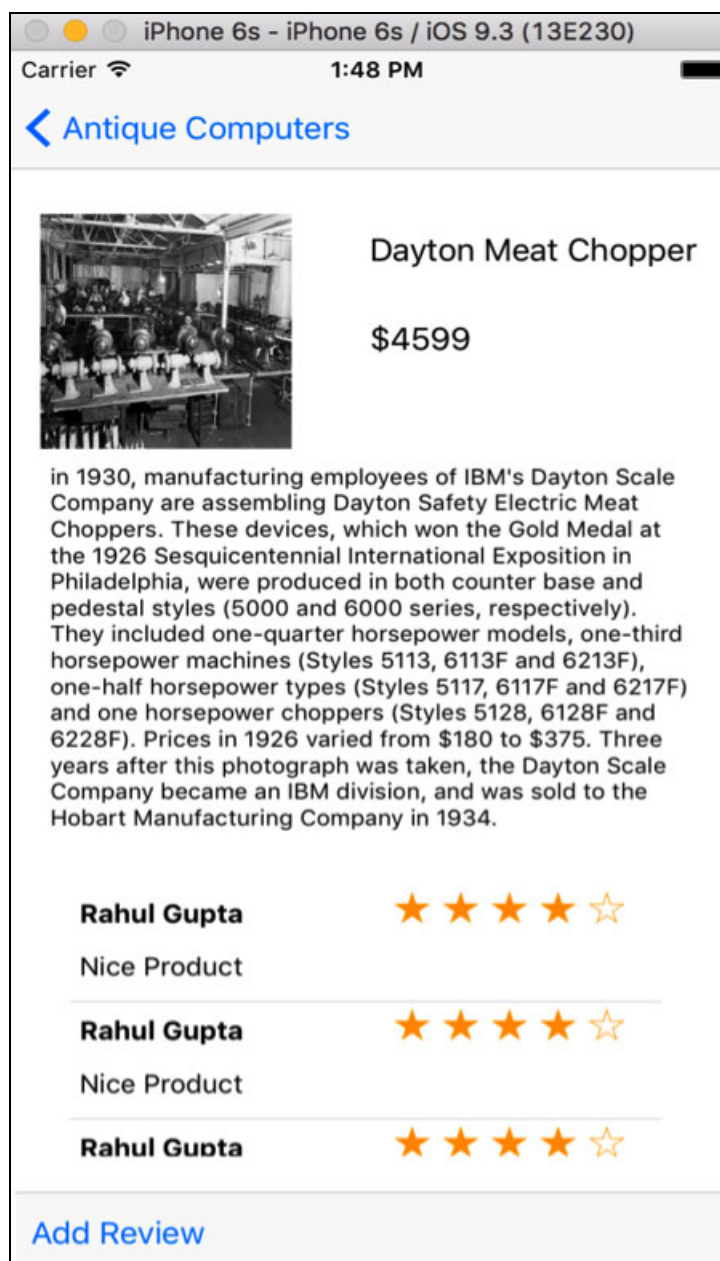 iPhone 6s - iPhone 6s / iOS 9.3 (13E230)
Carrier 1:48 PM
Antique Computers
Dayton Meat Chopper
$4599
in 1930, manufacturing employees of IBM's Dayton Scale
Company are assembling Dayton Safety Electric Meat
Choppers. These devices, which won the Gold Medal at
the 1926 Sesquicentennial International Exposition in
Philadelphia, were produced in both counter base and
pedestal styles (5000 and 6000 series, respectively).
They included one-quarter horsepower models, one-third
horsepower machines (Styles 5113, 6113F and 6213F),
one-half horsepower types (Styles 5117, 6117F and 6217F)
and one horsepower choppers (Styles 5128, 6128F and
6228F). Prices in 1926 varied from $180 to $375. Three
years after this photograph was taken, the Dayton Scale
Company became an IBM division, and was sold to the
Hobart Manufacturing Company in 1934.
Rahul Gupta
Nice Product
Rahul Gupta
Nice Product
Rahul Gupta
Add Review